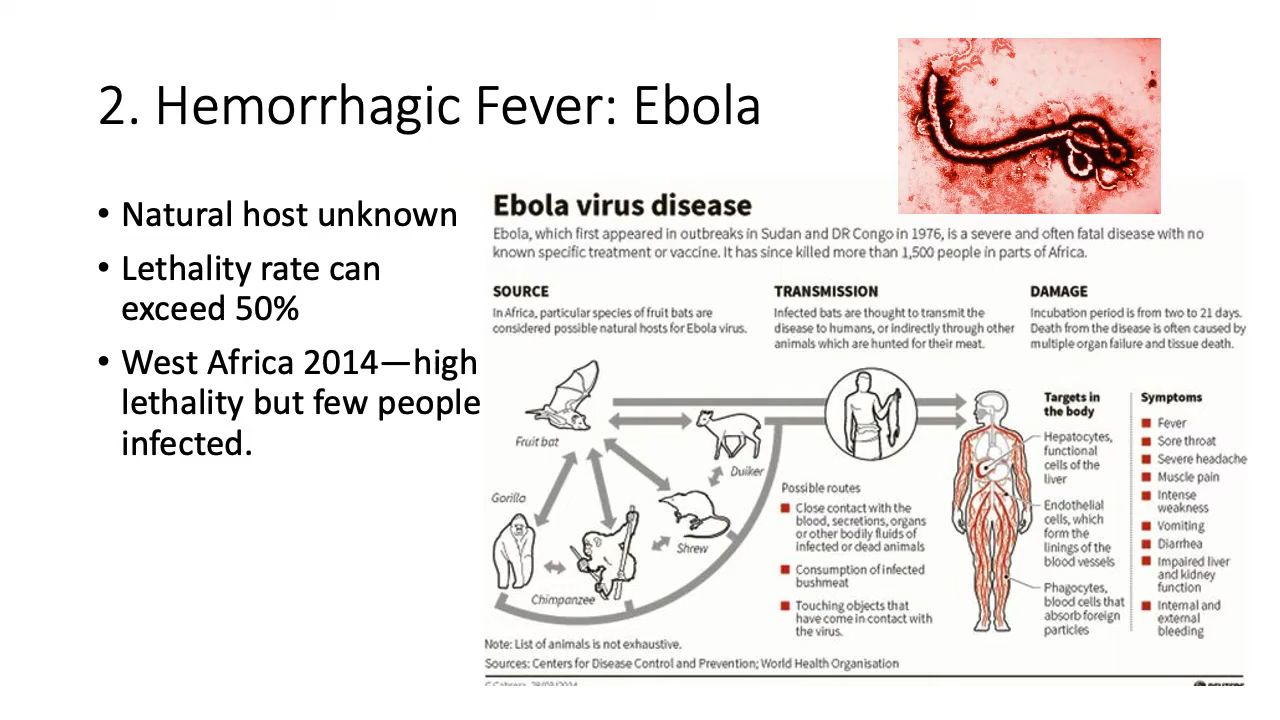 2. Hemorrhagic Fever: Ebola
• Natural host unknown
• Lethality rate can
exceed 50%
• West Africa 2014—high
lethality but few people
infected.
Ebola virus disease
Ebola, which first appeared in outbreaks in Sudan and DR Congo in 1976, is a severe and often fatal disease with no
known specific treatment or vaccine. It has since killed more than 1,500 people in parts of Africa.
SOURCE
In Africa, particular species of fruit bats are
considered possible natural hosts for Ebola virus.
TRANSMISSION
Infected bats are thought to transmit the
disease to humans, or indirectly through other
animals which are hunted for their meat.
DAMAGE
Incubation period is from two to 21 days.
Death from the disease is often caused by
multiple organ failure and tissue death.
Fruit bat
Duiker
Gorilla
Shrew
Chimpanzee
Possible routes
Close contact with the
blood, secretions, organs
or other bodily fluids of
infected or dead animals
Consumption of infected
bushmeat
Touching objects that
have come in contact with
the virus.
Targets in
the body
Hepatocytes,
functional
cells of the
liver
Endothelial
cells, which
form the
linings of the
blood vessels
Phagocytes,
blood cells that
absorb foreign
particles
Symptoms
Fever
Sore throat
Severe headache
Muscle pain
Intense
weakness
Vomiting
Diarrhea
Impaired liver
and kidney
function
Internal and
external
bleeding
Note: List of animals is not exhaustive.
Sources: Centers for Disease Control and Prevention; World Health Organisation